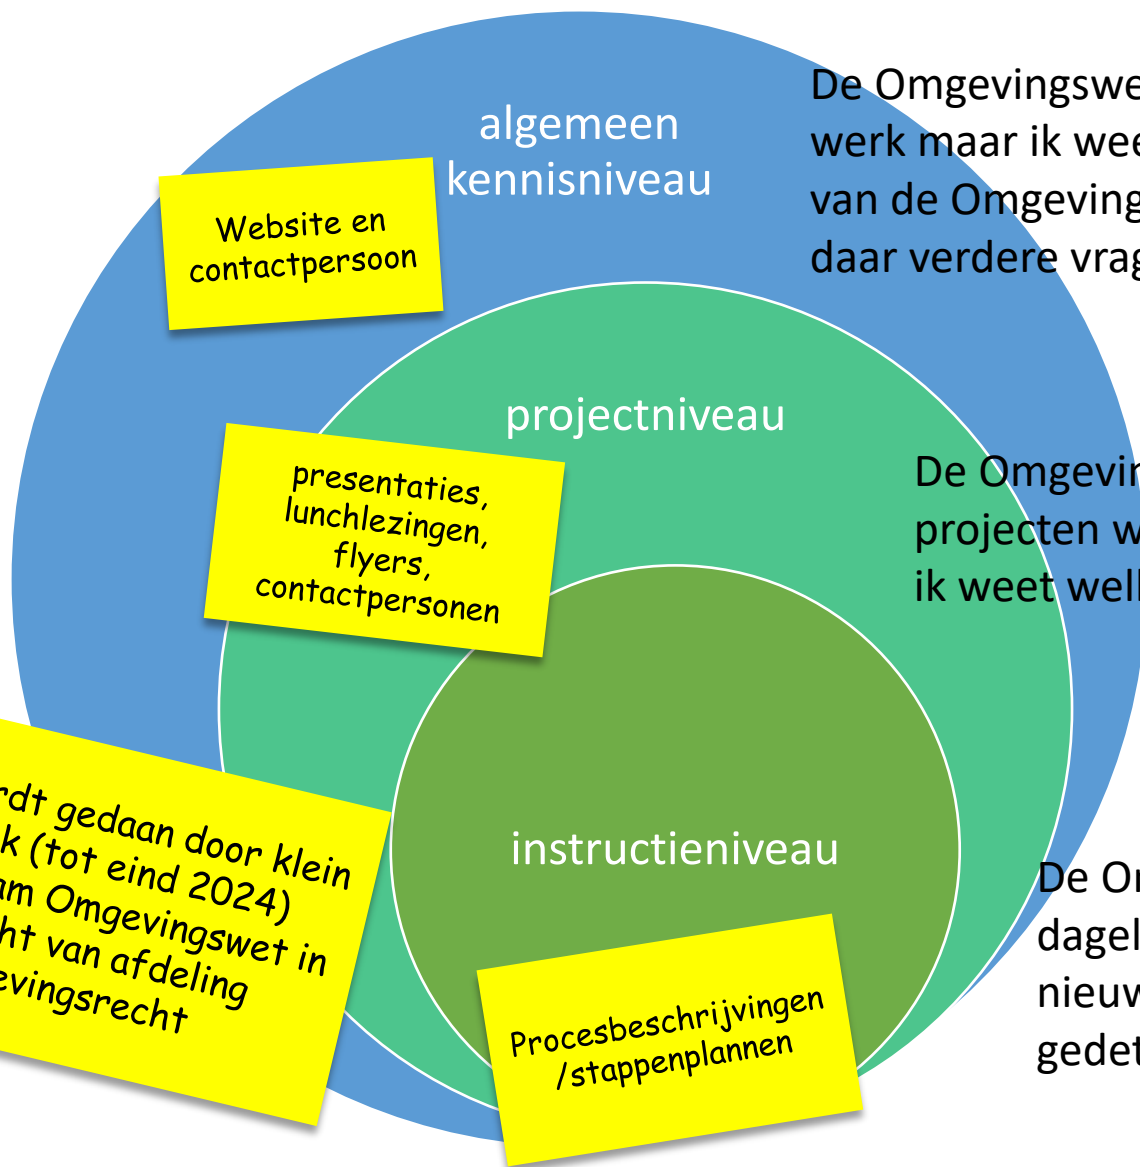 algemeen
kennisniveau
De Omgevingswe
werk maar ik wee
van de Omgeving
daar verdere vrag
Website en
contactpersoon
projectniveau
presentaties,
lunchlezingen,
flyers,
contactpersonen
De Omgevin
projecten w
ik weet well
instructieniveau
rdt gedaan door klein
k (tot eind 2024)
am Omgevingswet in
ht van afdeling
evingsrecht
De Om
dagel
nieuw
gedet
Procesbeschrijvingen
/stappenplannen